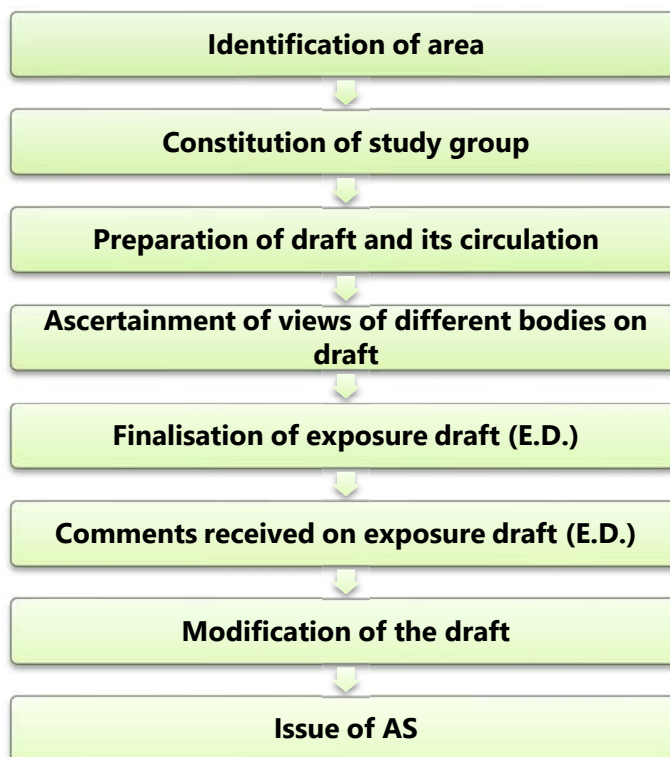 Identification of area
Constitution of study group
Preparation of draft and its circulation
Ascertainment of views of different bodies on
draft
Finalisation of exposure draft (E.D.)
Comments received on exposure draft (E.D.)
Modification of the draft
Issue of AS